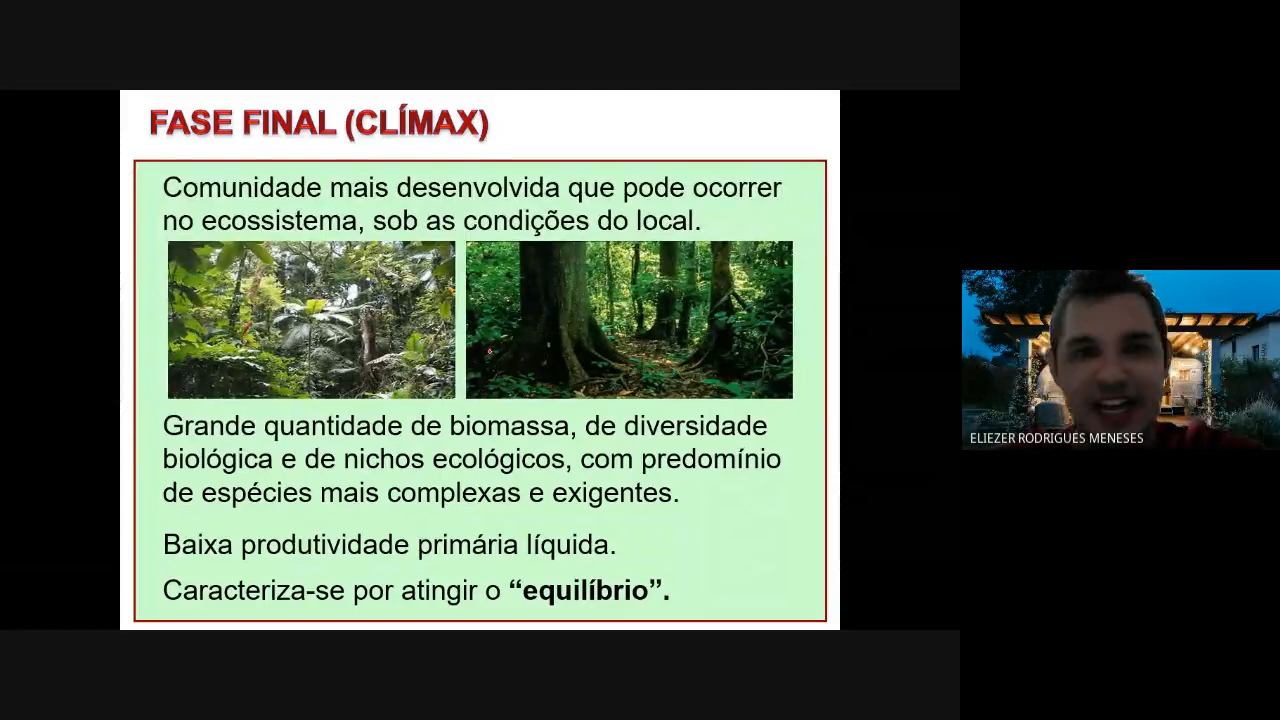 FASE FINAL (CLÍMAX)
Comunidade mais desenvolvida que pode ocorrer
no ecossistema, sob as condições do local.
Grande quantidade de biomassa, de diversidade
biológica e de nichos ecológicos, com predomínio
de espécies mais complexas e exigentes.
Baixa produtividade primária líquida.
Caracteriza-se por atingir o “equilíbrio”.
ELIEZER RODRIGUES MENESES